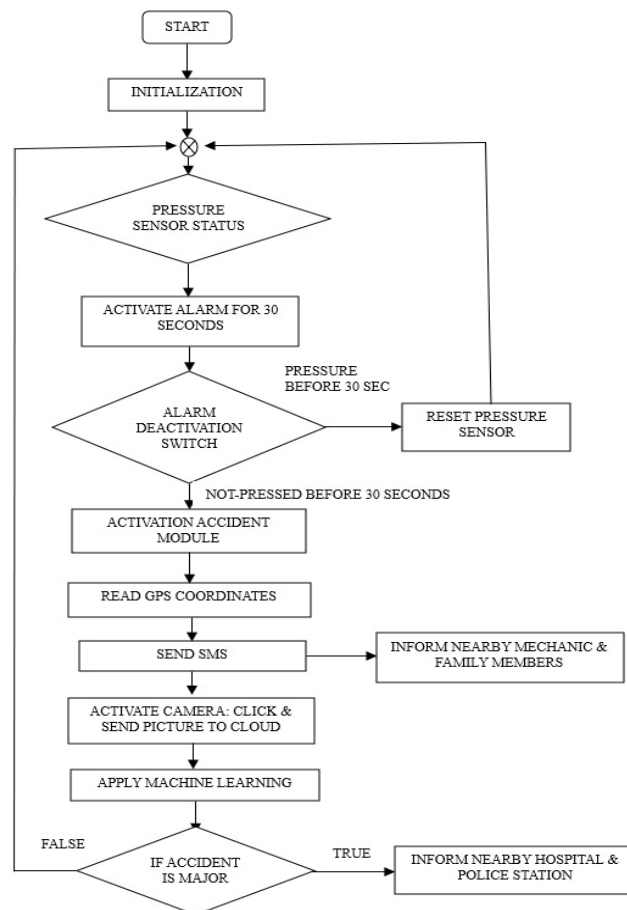 START
INITIALIZATION
PRESSURE
SENSOR STATUS
ACTIVATE ALARM FOR 30
SECONDS
PRESSURE
BEFORE 30 SEC
ALARM
DEACTIVATION
SWITCH
RESET PRESSURE
SENSOR
NOT-PRESSED BEFORE 30 SECONDS
ACTIVATION ACCIDENT
MODULE
READ GPS COORDINATES
SEND SMS
INFORM NEARBY MECHANIC &
FAMILY MEMBERS
ACTIVATE CAMERA: CLICK &
SEND PICTURE TO CLOUD
APPLY MACHINE LEARNING
FALSE
IF ACCIDENT
IS MAJOR
TRUE
INFORM NEARBY HOSPITAL &
POLICE STATION